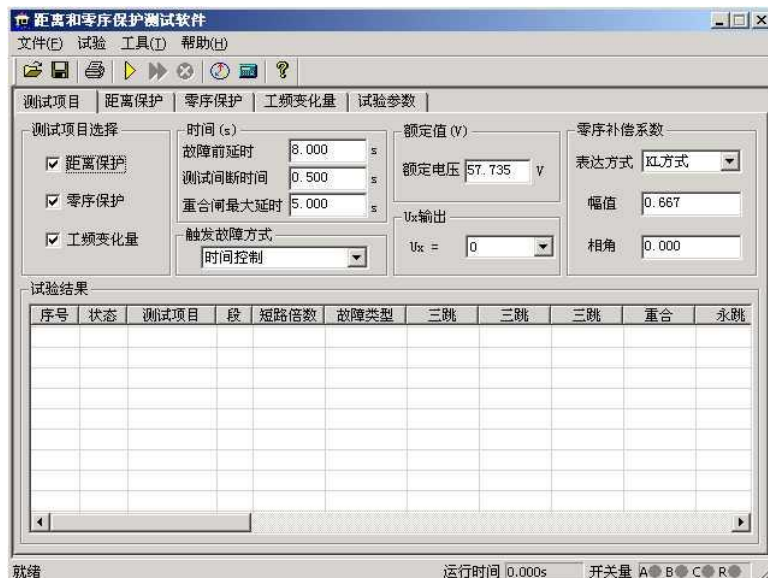 距离和零序保护测试软件
文件(F) 试验 工具(T) 帮助(H)
测试项目 距离保护 零序保护 工频变化量 试验参数
测试项目选择
距离保护
零序保护
工频变化量
时间(s)
故障前延时 8.000 s
测试间断时间 0.500 s
重合闸最大延时 5.000 s
触发故障方式
时间控制
额定值(V)
额定电压 57.735 V
Ux输出
Ux = 0
零序补偿系数
表达方式 KL方式
幅值 0.667
相角 0.000
试验结果
序号 状态 测试项目 段 短路倍数 故障类型 三跳 三跳 三跳 重合 永跳
就绪 运行时间 0.000s 开关量 A B C R